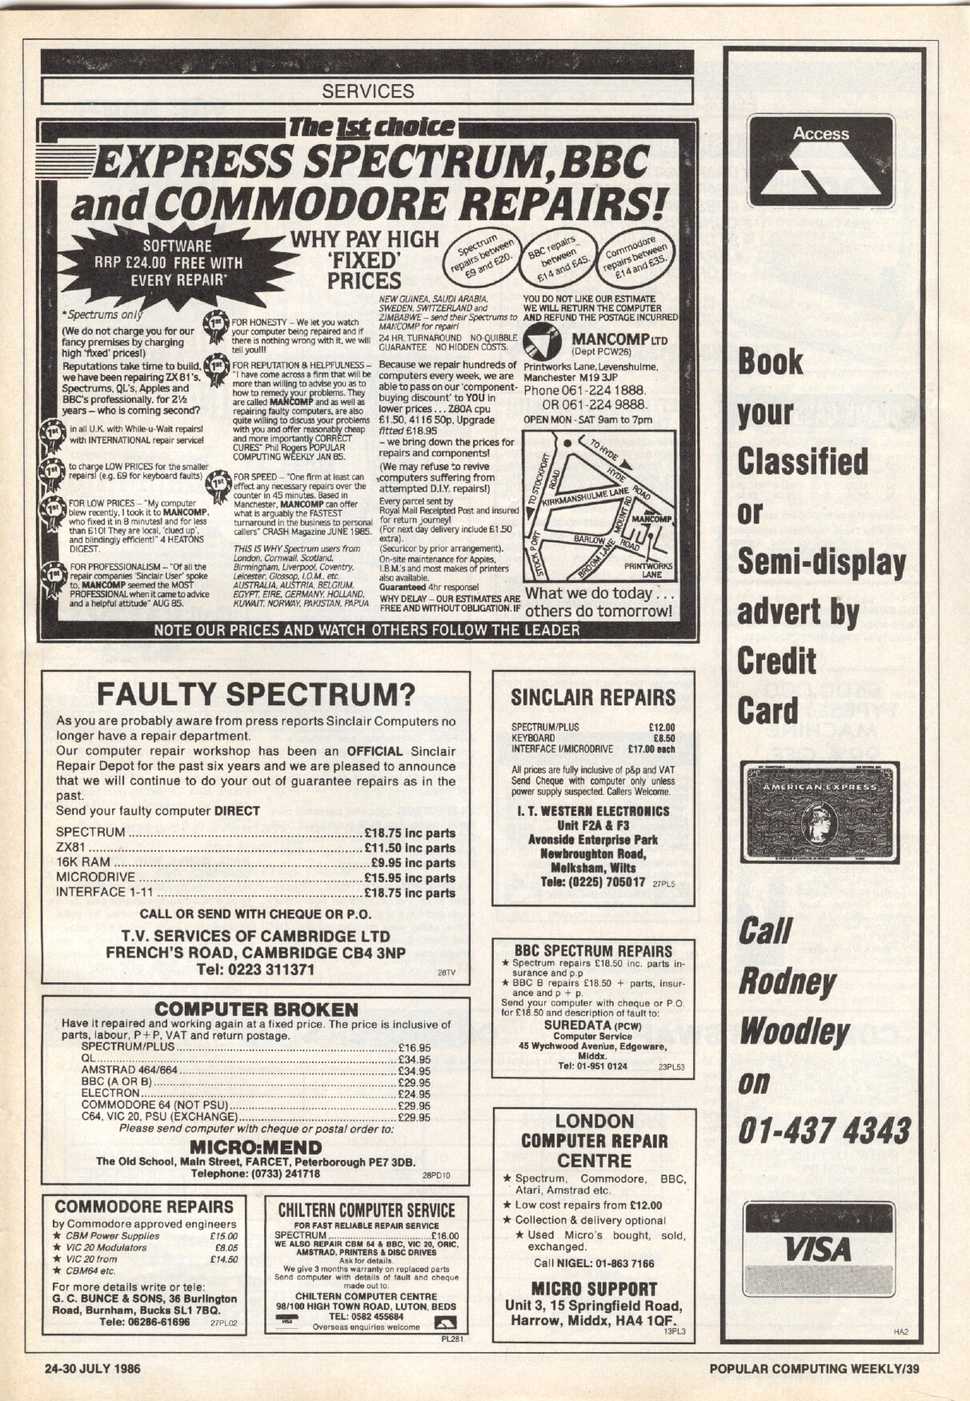 SERVICES
The 1st choice
EXPRESS SPECTRUM, BBC
and COMMODORE REPAIRS!
SOFTWARE
RRP £24.00 FREE WITH
EVERY REPAIR*
WHY PAY HIGH
'FIXED'
PRICES
Spectrum
repairs between
£9 and £20.
BBC repairs
between
£14 and £45.
Commodore
repairs between
£14 and £35.
*Spectrums only
(We do not charge you for our
fancy premises by charging
high 'fixed' prices!)
Reputations take time to build,
we have been repairing ZX 81's,
Spectrums, QL's, Apples and
BBC's professionally, for 2½
years – who is coming second?
1st
in all U.K. with While-u-Wait repairs!
with INTERNATIONAL repair service!
1st
to charge LOW PRICES for the smaller
repairs! (e.g. £9 for keyboard faults)
1st
FOR LOW PRICES – "My computer
blew recently, I took it to MANCOMP,
who fixed it in 8 minutes! and for less
than £10! They are local, 'clued up',
and blindingly efficient!" 4 HEATONS
DIGEST.
1st
FOR PROFESSIONALISM – "Of all the
repair companies 'Sinclair User' spoke
to, MANCOMP seemed the MOST
PROFESSIONAL when it came to advice
and a helpful attitude" AUG 85.
1st
FOR HONESTY – We let you watch
your computer being repaired and if
there is nothing wrong with it, we will
tell you!!!
1st
FOR REPUTATION & HELPFULNESS –
"I have come across a firm that will be
more than willing to advise you as to
how to remedy your problems. They
are called MANCOMP and as well as
repairing faulty computers, are also
quite willing to discuss your problems
with you and offer reasonably cheap
and more importantly CORRECT
CURES" Phil Rogers POPULAR
COMPUTING WEEKLY JAN 85.
1st
FOR SPEED – "One firm at least can
effect any necessary repairs over the
counter in 45 minutes. Based in
Manchester, MANCOMP can offer
what is arguably the FASTEST
turnaround in the business to personal
callers" CRASH Magazine JUNE 1985.
THIS IS WHY Spectrum users from
London, Cornwall, Scotland,
Birmingham, Liverpool, Coventry,
Leicester, Glossop, I.O.M., etc.
AUSTRALIA, AUSTRIA, BELGIUM,
EGYPT, EIRE, GERMANY, HOLLAND,
KUWAIT, NORWAY, PAKISTAN, PAPUA
NEW GUINEA, SAUDI ARABIA,
SWEDEN, SWITZERLAND and
ZIMBABWE – send their Spectrums to
MANCOMP for repair!
24 HR. TURNAROUND NO-QUIBBLE
GUARANTEE NO HIDDEN COSTS.
Because we repair hundreds of
computers every week, we are
able to pass on our 'component-
buying discount' to YOU in
lower prices . . . Z80A cpu
£1.50, 4116 50p, Upgrade
fitted £18.95
– we bring down the prices for
repairs and components!
(We may refuse to revive
computers suffering from
attempted D.I.Y. repairs!)
Every parcel sent by
Royal Mail Receipted Post and insured
for return journey!
(For next day delivery include £1.50
extra).
(Securicor by prior arrangement).
On-site maintenance for Apples,
I.B.M.'s and most makes of printers
also available.
Guaranteed 4hr response!
WHY DELAY – OUR ESTIMATES ARE
FREE AND WITHOUT OBLIGATION. IF
YOU DO NOT LIKE OUR ESTIMATE
WE WILL RETURN THE COMPUTER
AND REFUND THE POSTAGE INCURRED
MANCOMP LTD
(Dept PCW26)
Printworks Lane, Levenshulme,
Manchester M19 3JP
Phone 061-224 1888.
OR 061-224 9888.
OPEN MON - SAT 9am to 7pm
TO HYDE
TO STOCKPORT
ROAD
HYDE ROAD
KIRKMANSHULME LANE
MOUNT RD
MANCOMP
BARLOW ROAD
BROOM LANE
STOCKPORT
PRINTWORKS
LANE
What we do today . . .
others do tomorrow!
NOTE OUR PRICES AND WATCH OTHERS FOLLOW THE LEADER
FAULTY SPECTRUM?
As you are probably aware from press reports Sinclair Computers no
longer have a repair department.
Our computer repair workshop has been an OFFICIAL Sinclair
Repair Depot for the past six years and we are pleased to announce
that we will continue to do your out of guarantee repairs as in the
past.
Send your faulty computer DIRECT
SPECTRUM ..... £18.75 inc parts
ZX81 ..... £11.50 inc parts
16K RAM ..... £9.95 inc parts
MICRODRIVE ..... £15.95 inc parts
INTERFACE 1-11 ..... £18.75 inc parts
CALL OR SEND WITH CHEQUE OR P.O.
T.V. SERVICES OF CAMBRIDGE LTD
FRENCH'S ROAD, CAMBRIDGE CB4 3NP
Tel: 0223 311371
28TV
COMPUTER BROKEN
Have it repaired and working again at a fixed price. The price is inclusive of
parts, labour, P+P, VAT and return postage.
SPECTRUM/PLUS ..... £16.95
QL ..... £34.95
AMSTRAD 464/664 ..... £34.95
BBC (A OR B) ..... £29.95
ELECTRON ..... £24.95
COMMODORE 64 (NOT PSU) ..... £29.95
C64, VIC 20, PSU (EXCHANGE) ..... £29.95
Please send computer with cheque or postal order to:
MICRO:MEND
The Old School, Main Street, FARCET, Peterborough PE7 3DB.
Telephone: (0733) 241718
28PD10
COMMODORE REPAIRS
by Commodore approved engineers
★ CBM Power Supplies £15.00
★ VIC 20 Modulators £8.05
★ VIC 20 from £14.50
★ CBM64 etc.
For more details write or tele:
G. C. BUNCE & SONS, 36 Burlington
Road, Burnham, Bucks SL1 7BQ.
Tele: 06286-61696
27PL02
CHILTERN COMPUTER SERVICE
FOR FAST RELIABLE REPAIR SERVICE
SPECTRUM ..... £16.00
WE ALSO REPAIR CBM 64 & BBC, VIC 20, ORIC,
AMSTRAD, PRINTERS & DISC DRIVES
Ask for details.
We give 3 months warranty on replaced parts
Send computer with details of fault and cheque
made out to:
CHILTERN COMPUTER CENTRE
98/100 HIGH TOWN ROAD, LUTON, BEDS
TEL: 0582 455684
Overseas enquiries welcome
VISA
PL281
SINCLAIR REPAIRS
SPECTRUM/PLUS £12.00
KEYBOARD £8.50
INTERFACE I/MICRODRIVE £17.00 each
All prices are fully inclusive of p&p and VAT
Send Cheque with computer only unless
power supply suspected. Callers Welcome.
I. T. WESTERN ELECTRONICS
Unit F2A & F3
Avonside Enterprise Park
Newbroughton Road,
Melksham, Wilts
Tele: (0225) 705017
27PL5
BBC SPECTRUM REPAIRS
★ Spectrum repairs £18.50 inc. parts in-
surance and p.p
★ BBC B repairs £18.50 + parts, insur-
ance and p + p.
Send your computer with cheque or P.O.
for £18.50 and description of fault to:
SUREDATA (PCW)
Computer Service
45 Wychwood Avenue, Edgeware,
Middx.
Tel: 01-951 0124
23PL53
LONDON
COMPUTER REPAIR
CENTRE
★ Spectrum, Commodore, BBC,
Atari, Amstrad etc.
★ Low cost repairs from £12.00
★ Collection & delivery optional
★ Used Micro's bought, sold,
exchanged.
Call NIGEL: 01-863 7166
MICRO SUPPORT
Unit 3, 15 Springfield Road,
Harrow, Middx, HA4 1QF.
13PL3
Access
Book
your
Classified
or
Semi-display
advert by
Credit
Card
AMERICAN EXPRESS
Call
Rodney
Woodley
on
01-437 4343
VISA
HA2
24-30 JULY 1986
POPULAR COMPUTING WEEKLY/39